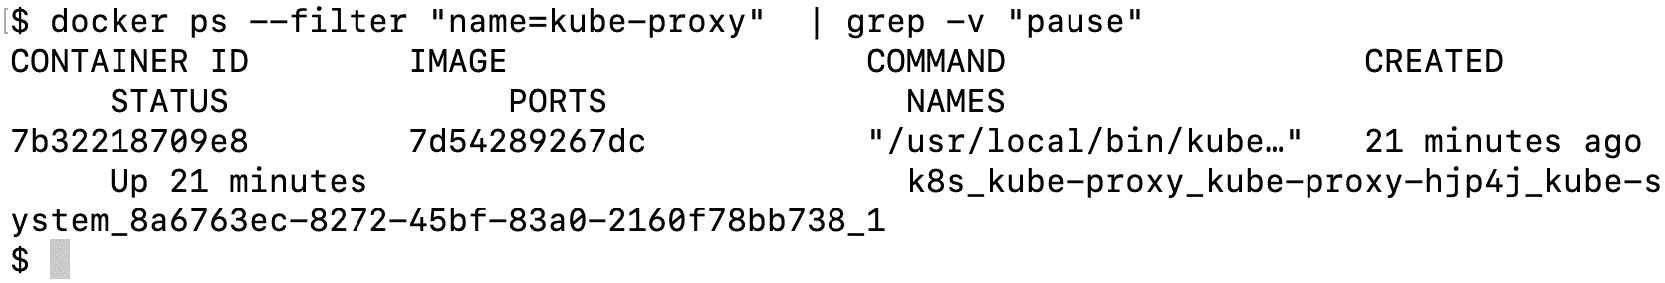 $ docker ps --filter "name=kube-proxy"  | grep -v "pause"
CONTAINER ID        IMAGE                  COMMAND                  CREATED
     STATUS              PORTS               NAMES
7b32218709e8        7d54289267dc           "/usr/local/bin/kube…"   21 minutes ago
     Up 21 minutes                           k8s_kube-proxy_kube-proxy-hjp4j_kube-s
ystem_8a6763ec-8272-45bf-83a0-2160f78bb738_1
$